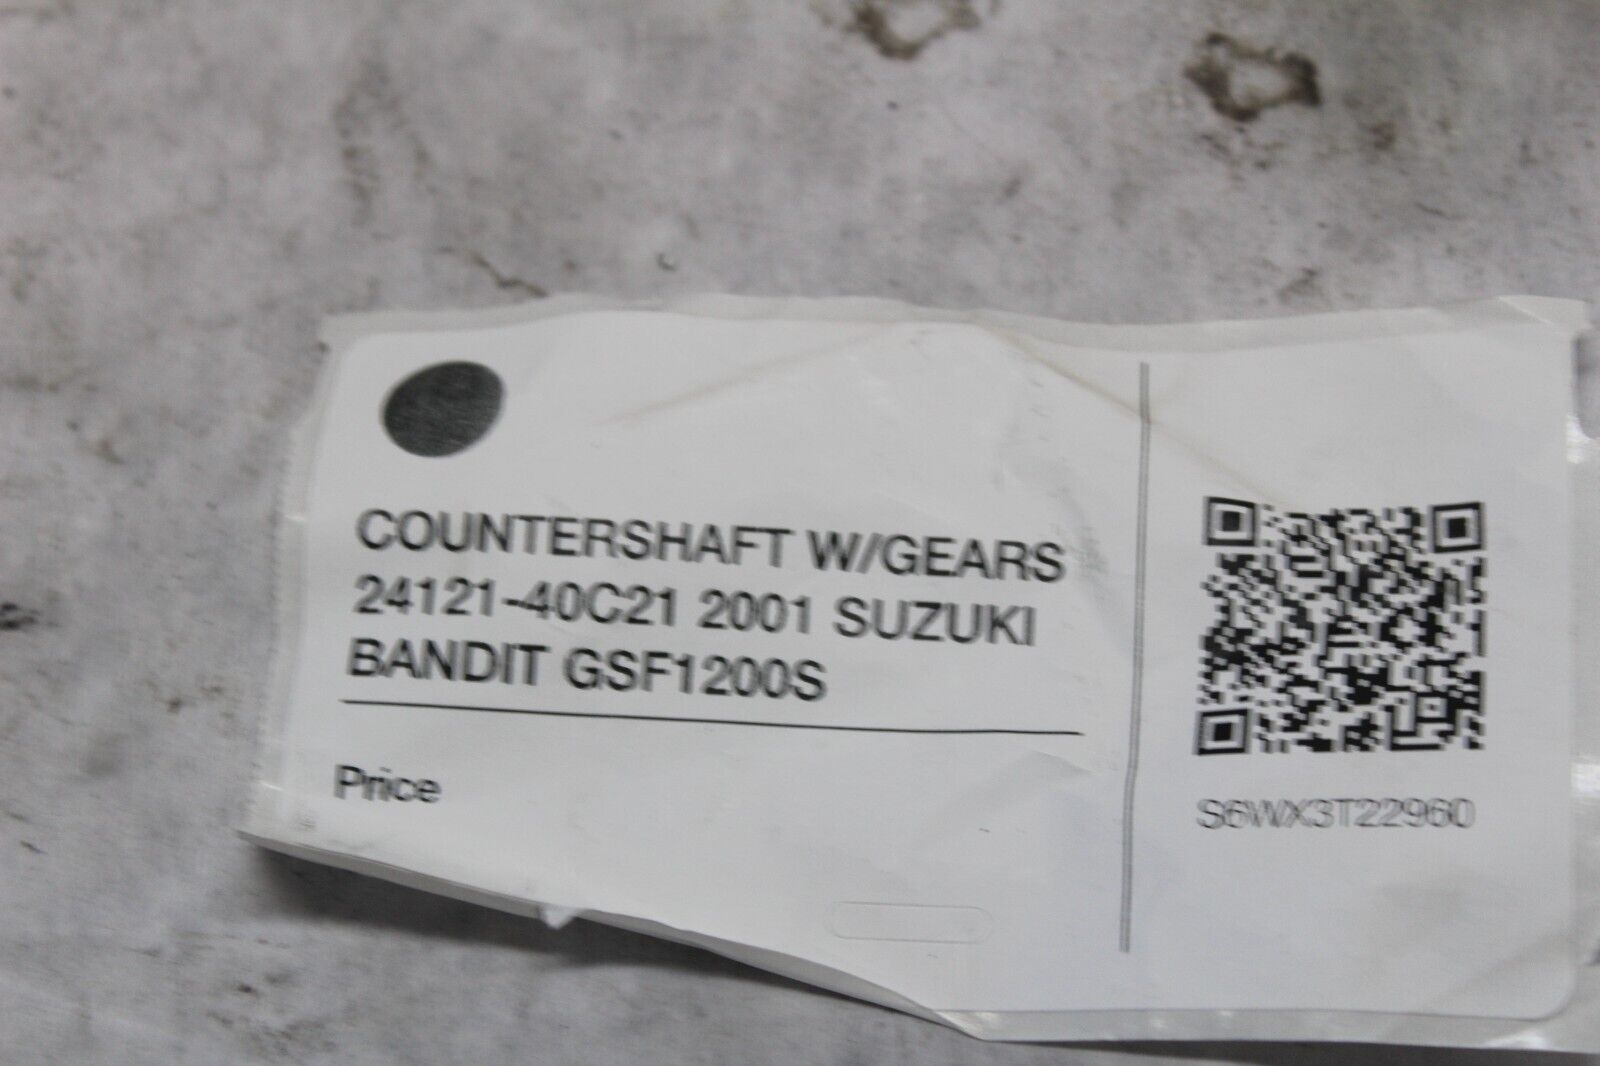 COUNTERSHAFT W/GEARS
24121-40C21 2001 SUZUKI
BANDIT GSF1200S
Price
S6WX3T22960